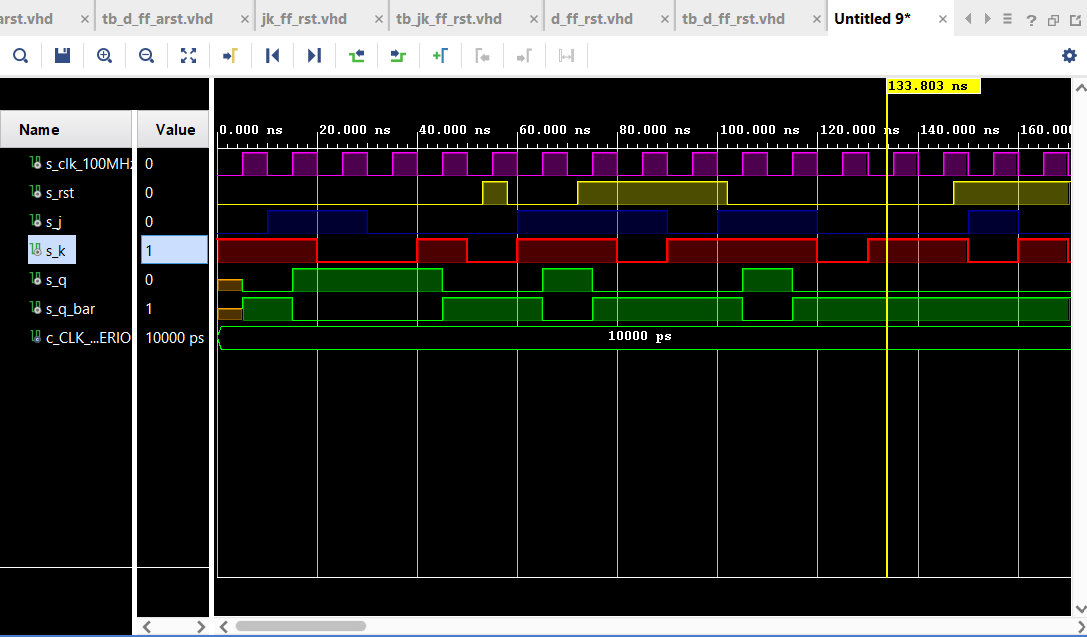 arst.vhd
tb_d_ff_arst.vhd
jk_ff_rst.vhd
tb_jk_ff_rst.vhd
d_ff_rst.vhd
tb_d_ff_rst.vhd
Untitled 9*
133.803 ns
Name Value
0.000 ns 20.000 ns 40.000 ns 60.000 ns 80.000 ns 100.000 ns 120.000 ns 140.000 ns 160.000
s_clk_100MHz 0
s_rst 0
s_j 0
s_k 1
s_q 0
s_q_bar 1
c_CLK_...ERIO 10000 ps 10000 ps